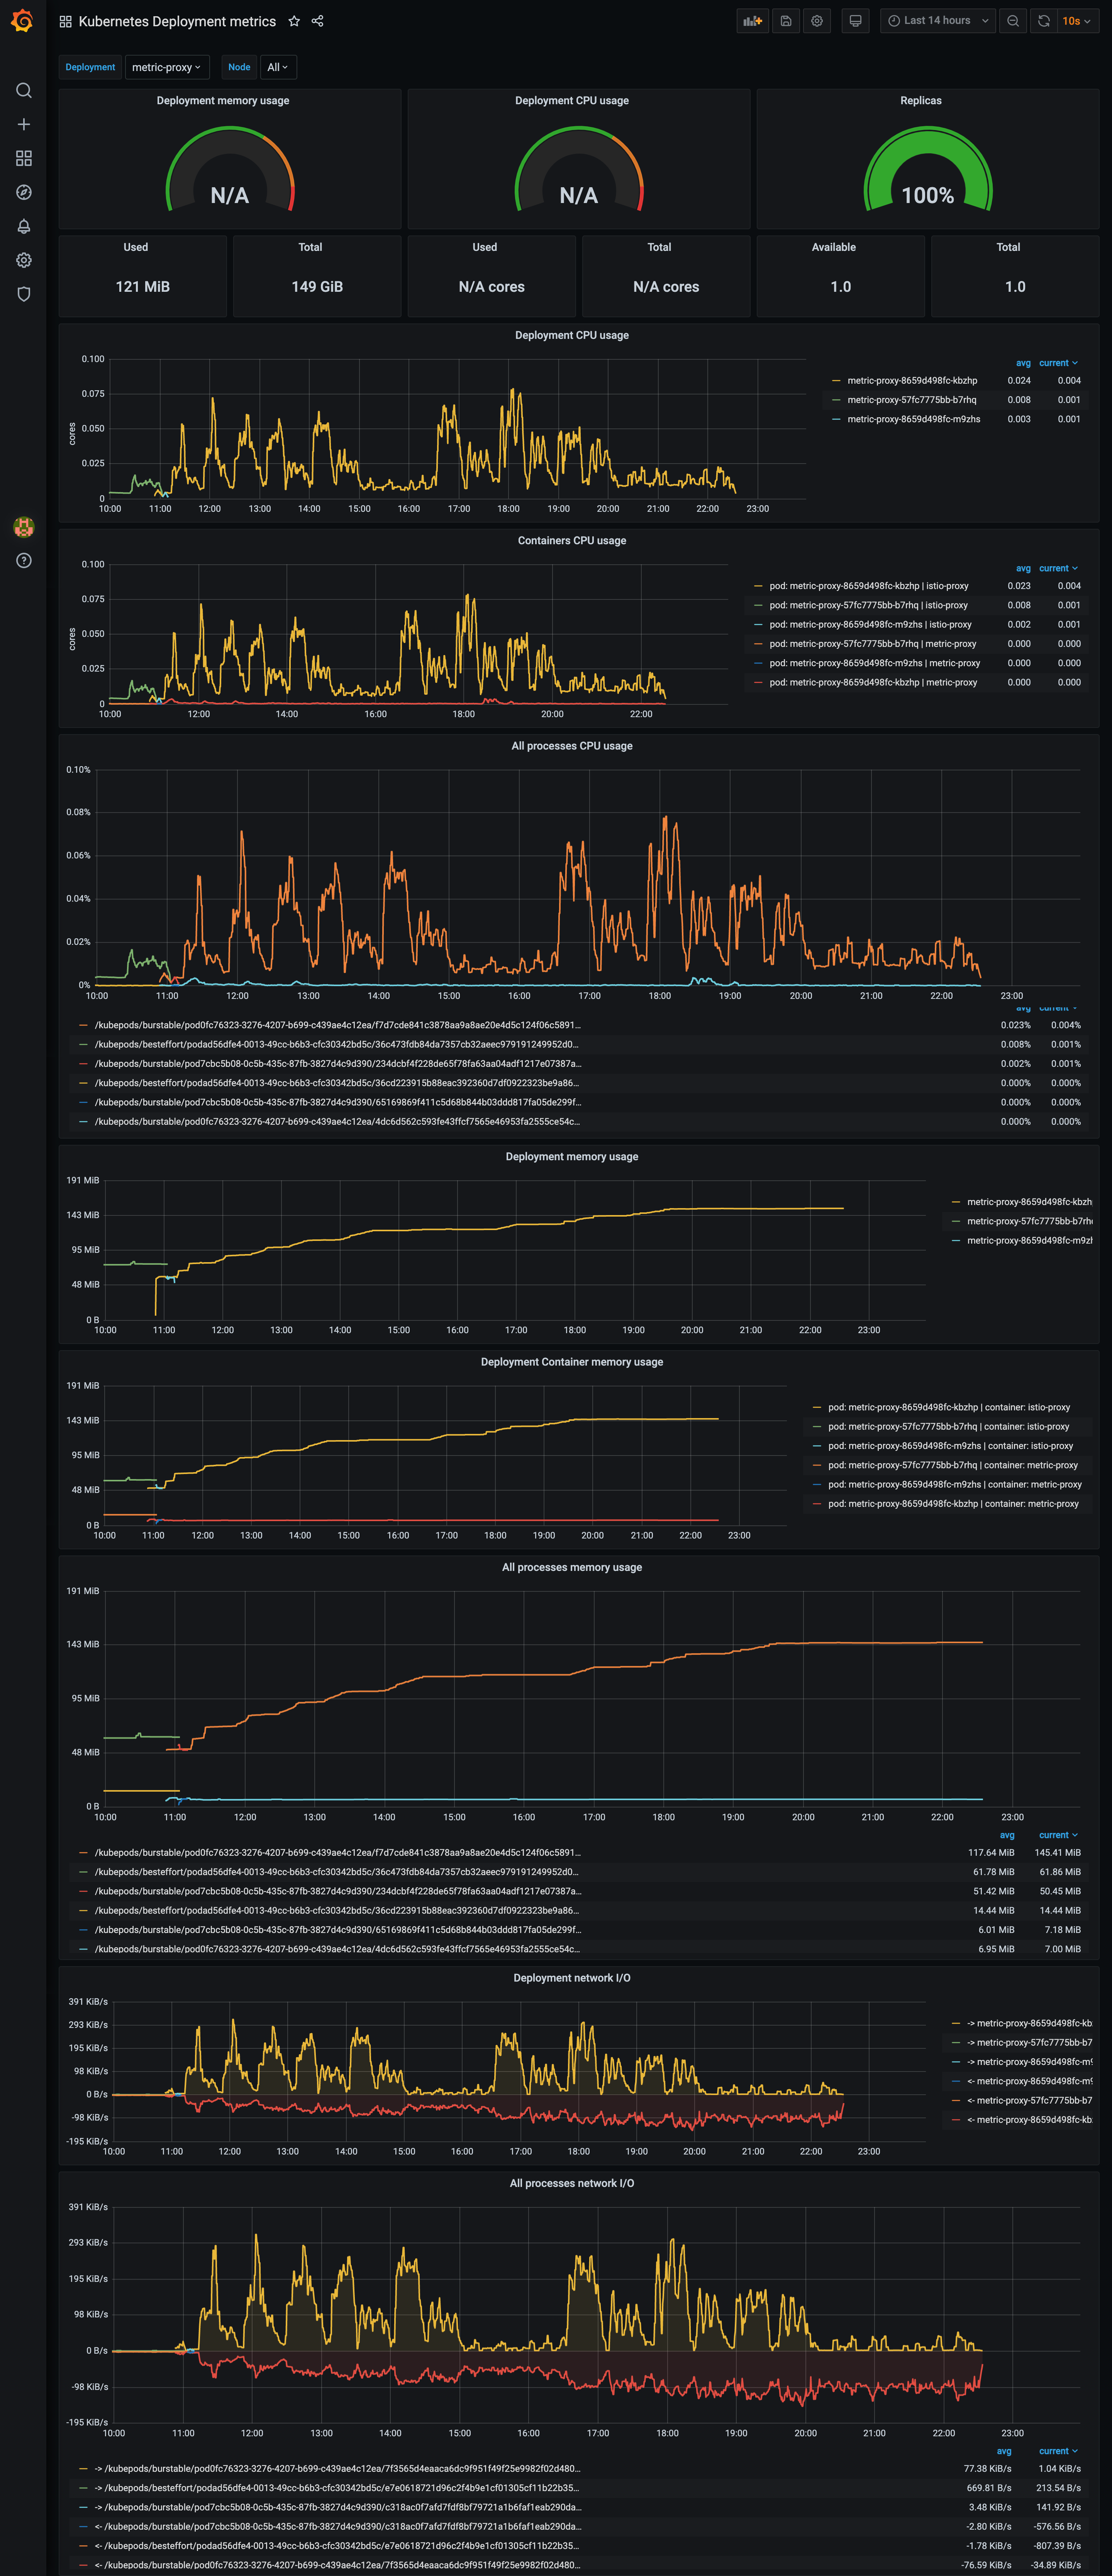 Kubernetes Deployment metrics
Last 14 hours
10s
Deployment metric-proxy Node All
Deployment memory usage Deployment CPU usage Replicas
N/A N/A 100%
Used Total Used Total Available Total
121 MiB 149 GiB N/A cores N/A cores 1.0 1.0
Deployment CPU usage
avg current
metric-proxy-8659d498fc-kbzhp 0.024 0.004
metric-proxy-57fc7775bb-b7rhq 0.008 0.001
metric-proxy-8659d498fc-m9zhs 0.003 0.001
0.100
0.075
0.050
0.025
0
cores
10:00 11:00 12:00 13:00 14:00 15:00 16:00 17:00 18:00 19:00 20:00 21:00 22:00 23:00
Containers CPU usage
avg current
pod: metric-proxy-8659d498fc-kbzhp | istio-proxy 0.023 0.004
pod: metric-proxy-57fc7775bb-b7rhq | istio-proxy 0.008 0.001
pod: metric-proxy-8659d498fc-m9zhs | istio-proxy 0.002 0.001
pod: metric-proxy-57fc7775bb-b7rhq | metric-proxy 0.000 0.000
pod: metric-proxy-8659d498fc-m9zhs | metric-proxy 0.000 0.000
pod: metric-proxy-8659d498fc-kbzhp | metric-proxy 0.000 0.000
0.100
0.075
0.050
0.025
0
cores
10:00 12:00 14:00 16:00 18:00 20:00 22:00
All processes CPU usage
0.10%
0.08%
0.06%
0.04%
0.02%
0%
10:00 11:00 12:00 13:00 14:00 15:00 16:00 17:00 18:00 19:00 20:00 21:00 22:00 23:00
avg current
/kubepods/burstable/pod0fc76323-3276-4207-b699-c439ae4c12ea/f7d7cde841c3878aa9a8ae20e4d5c124f06c5891... 0.023% 0.004%
/kubepods/besteffort/podad56dfe4-0013-49cc-b6b3-cfc30342bd5c/36c473fdb84da7357cb32aeec979191249952d0... 0.008% 0.001%
/kubepods/burstable/pod7cbc5b08-0c5b-435c-87fb-3827d4c9d390/234dcbf4f228de65f78fa63aa04adf1217e07387a... 0.002% 0.001%
/kubepods/besteffort/podad56dfe4-0013-49cc-b6b3-cfc30342bd5c/36cd223915b88eac392360d7df0922323be9a86... 0.000% 0.000%
/kubepods/burstable/pod7cbc5b08-0c5b-435c-87fb-3827d4c9d390/65169869f411c5d68b844b03ddd817fa05de299f... 0.000% 0.000%
/kubepods/burstable/pod0fc76323-3276-4207-b699-c439ae4c12ea/4dc6d562c593fe43ffcf7565e46953fa2555ce54c... 0.000% 0.000%
Deployment memory usage
191 MiB
143 MiB
95 MiB
48 MiB
0 B
10:00 11:00 12:00 13:00 14:00 15:00 16:00 17:00 18:00 19:00 20:00 21:00 22:00 23:00
metric-proxy-8659d498fc-kbzh
metric-proxy-57fc7775bb-b7rh
metric-proxy-8659d498fc-m9zh
Deployment Container memory usage
191 MiB
143 MiB
95 MiB
48 MiB
0 B
10:00 11:00 12:00 13:00 14:00 15:00 16:00 17:00 18:00 19:00 20:00 21:00 22:00 23:00
pod: metric-proxy-8659d498fc-kbzhp | container: istio-proxy
pod: metric-proxy-57fc7775bb-b7rhq | container: istio-proxy
pod: metric-proxy-8659d498fc-m9zhs | container: istio-proxy
pod: metric-proxy-57fc7775bb-b7rhq | container: metric-proxy
pod: metric-proxy-8659d498fc-m9zhs | container: metric-proxy
pod: metric-proxy-8659d498fc-kbzhp | container: metric-proxy
All processes memory usage
191 MiB
143 MiB
95 MiB
48 MiB
0 B
10:00 11:00 12:00 13:00 14:00 15:00 16:00 17:00 18:00 19:00 20:00 21:00 22:00 23:00
avg current
/kubepods/burstable/pod0fc76323-3276-4207-b699-c439ae4c12ea/f7d7cde841c3878aa9a8ae20e4d5c124f06c5891... 117.64 MiB 145.41 MiB
/kubepods/besteffort/podad56dfe4-0013-49cc-b6b3-cfc30342bd5c/36c473fdb84da7357cb32aeec979191249952d0... 61.78 MiB 61.86 MiB
/kubepods/burstable/pod7cbc5b08-0c5b-435c-87fb-3827d4c9d390/234dcbf4f228de65f78fa63aa04adf1217e07387a... 51.42 MiB 50.45 MiB
/kubepods/besteffort/podad56dfe4-0013-49cc-b6b3-cfc30342bd5c/36cd223915b88eac392360d7df0922323be9a86... 14.44 MiB 14.44 MiB
/kubepods/burstable/pod7cbc5b08-0c5b-435c-87fb-3827d4c9d390/65169869f411c5d68b844b03ddd817fa05de299f... 6.01 MiB 7.18 MiB
/kubepods/burstable/pod0fc76323-3276-4207-b699-c439ae4c12ea/4dc6d562c593fe43ffcf7565e46953fa2555ce54c... 6.95 MiB 7.00 MiB
Deployment network I/O
391 KiB/s
293 KiB/s
195 KiB/s
98 KiB/s
0 B/s
-98 KiB/s
-195 KiB/s
10:00 11:00 12:00 13:00 14:00 15:00 16:00 17:00 18:00 19:00 20:00 21:00 22:00 23:00
-> metric-proxy-8659d498fc-kb
-> metric-proxy-57fc7775bb-b7
-> metric-proxy-8659d498fc-m9
<- metric-proxy-8659d498fc-m9
<- metric-proxy-57fc7775bb-b7
<- metric-proxy-8659d498fc-kb
All processes network I/O
391 KiB/s
293 KiB/s
195 KiB/s
98 KiB/s
0 B/s
-98 KiB/s
-195 KiB/s
10:00 11:00 12:00 13:00 14:00 15:00 16:00 17:00 18:00 19:00 20:00 21:00 22:00 23:00
avg current
-> /kubepods/burstable/pod0fc76323-3276-4207-b699-c439ae4c12ea/7f3565d4eaaca6dc9f951f49f25e9982f02d480... 77.38 KiB/s 1.04 KiB/s
-> /kubepods/besteffort/podad56dfe4-0013-49cc-b6b3-cfc30342bd5c/e7e0618721d96c2f4b9e1cf01305cf11b22b35... 669.81 B/s 213.54 B/s
-> /kubepods/burstable/pod7cbc5b08-0c5b-435c-87fb-3827d4c9d390/c318ac0f7afd7fdf8bf79721a1b6faf1eab290da... 3.48 KiB/s 141.92 B/s
<- /kubepods/burstable/pod7cbc5b08-0c5b-435c-87fb-3827d4c9d390/c318ac0f7afd7fdf8bf79721a1b6faf1eab290da... -2.80 KiB/s -576.56 B/s
<- /kubepods/besteffort/podad56dfe4-0013-49cc-b6b3-cfc30342bd5c/e7e0618721d96c2f4b9e1cf01305cf11b22b35... -1.78 KiB/s -807.39 B/s
<- /kubepods/burstable/pod0fc76323-3276-4207-b699-c439ae4c12ea/7f3565d4eaaca6dc9f951f49f25e9982f02d480... -76.59 KiB/s -34.89 KiB/s